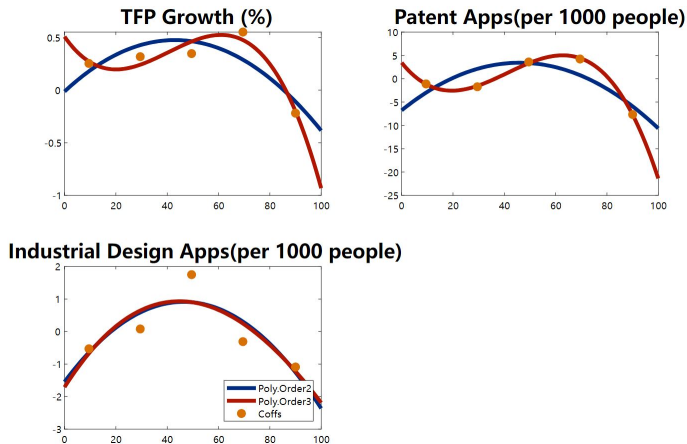 TFP Growth (%)
0.5
0
-0.5
-1
0 20 40 60 80 100
Patent Apps(per 1000 people)
10
5
0
-5
-10
-15
-20
-25
0 20 40 60 80 100
Industrial Design Apps(per 1000 people)
2
1
0
-1
-2
-3
0 20 40 60 80 100
Poly.Order2
Poly.Order3
Coffs